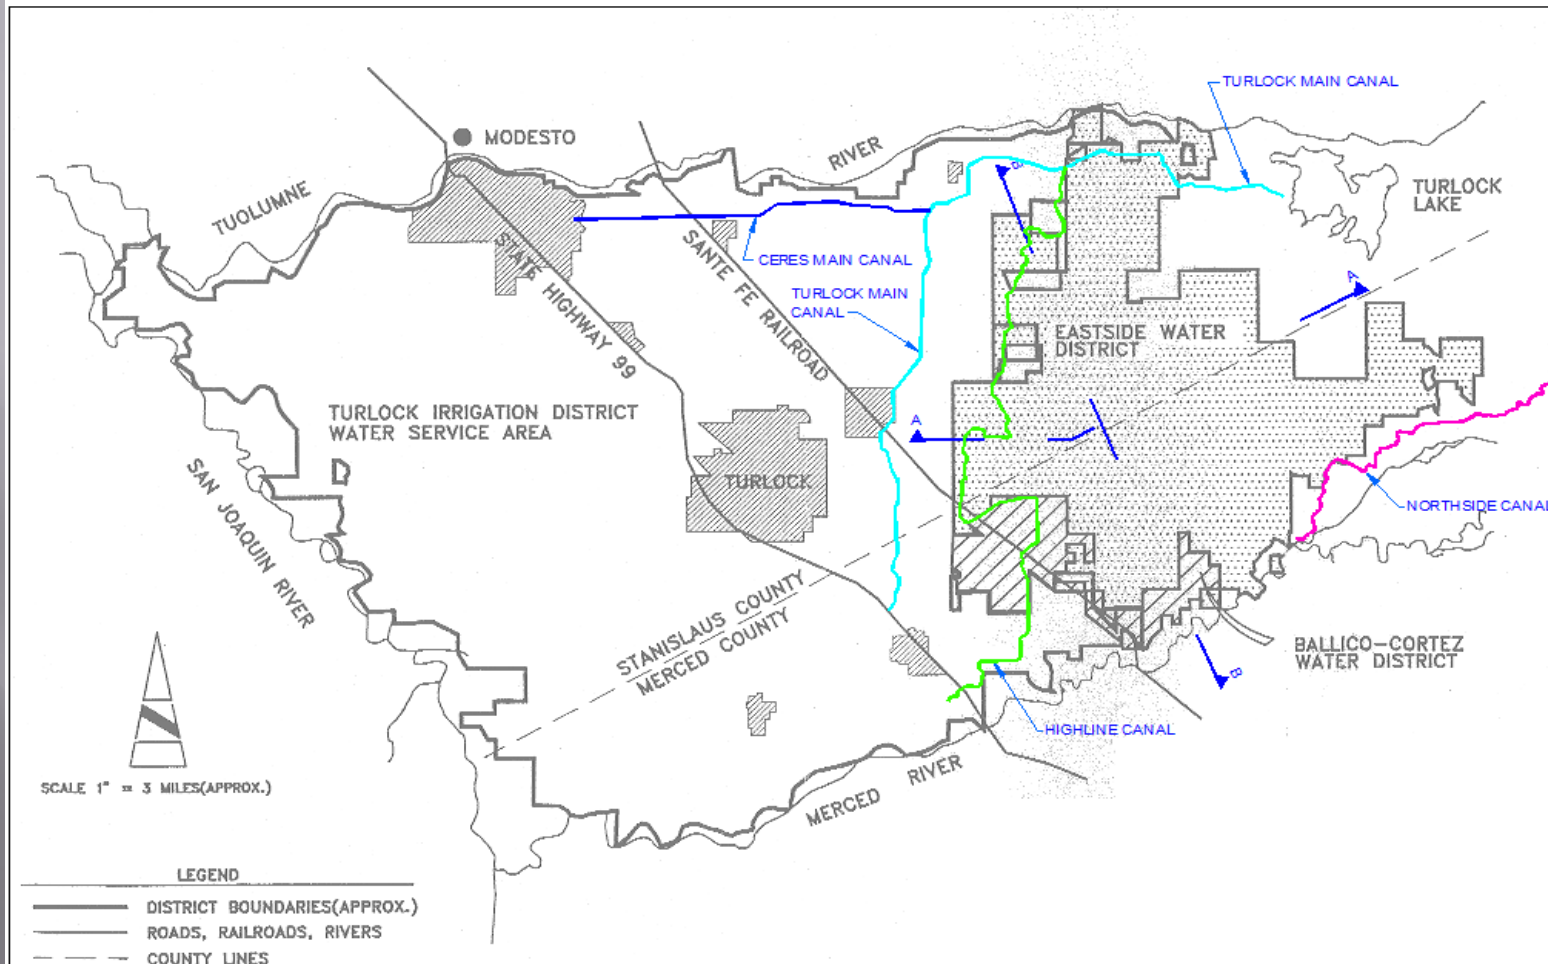 TURLOCK MAIN CANAL
MODESTO
RIVER
B
TUOLUMNE
TURLOCK
LAKE
STATE HIGHWAY 99
SANTE FE RAILROAD
CERES MAIN CANAL
TURLOCK MAIN
CANAL
A
EASTSIDE WATER
DISTRICT
TURLOCK IRRIGATION DISTRICT
WATER SERVICE AREA
A
TURLOCK
SAN JOAQUIN RIVER
NORTHSIDE CANAL
STANISLAUS COUNTY
MERCED COUNTY
BALLICO-CORTEZ
WATER DISTRICT
B
HIGHLINE CANAL
MERCED RIVER
SCALE 1" = 3 MILES(APPROX.)
LEGEND
DISTRICT BOUNDARIES(APPROX.)
ROADS, RAILROADS, RIVERS
COUNTY LINES